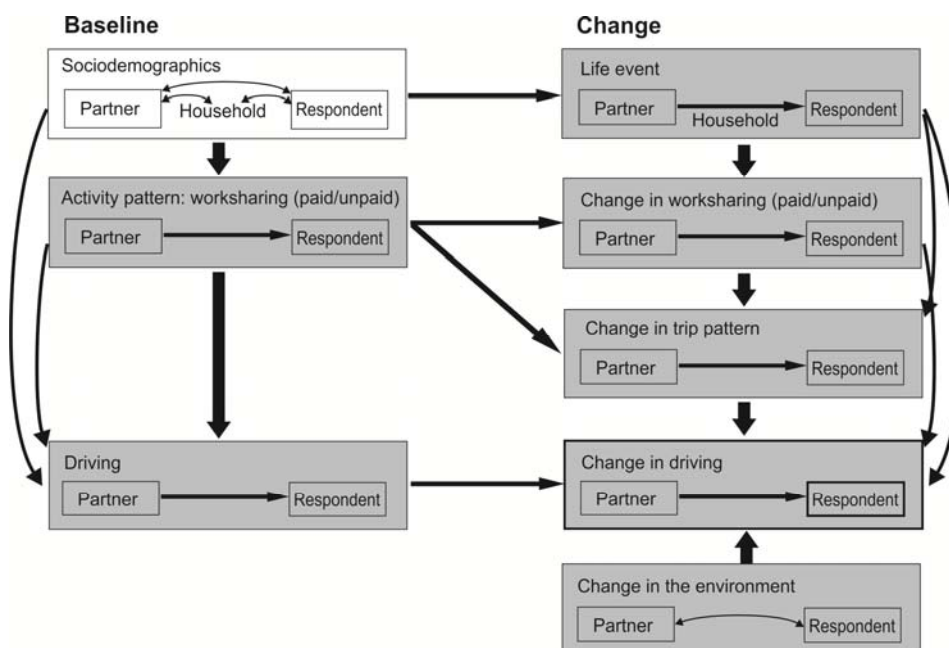 Baseline
Change
Sociodemographics
Partner
Household
Respondent
Life event
Partner
Household
Respondent
Activity pattern: worksharing (paid/unpaid)
Partner
Respondent
Change in worksharing (paid/unpaid)
Partner
Respondent
Change in trip pattern
Partner
Respondent
Driving
Partner
Respondent
Change in driving
Partner
Respondent
Change in the environment
Partner
Respondent